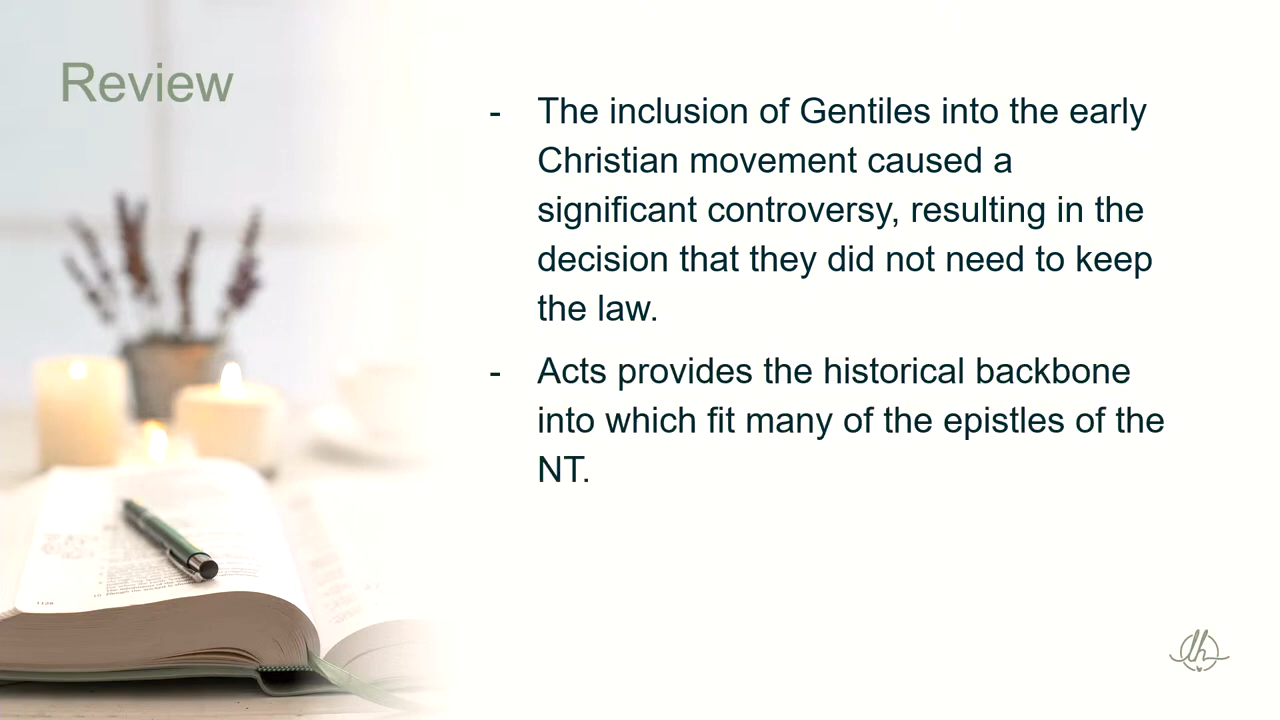 Review
- The inclusion of Gentiles into the early
Christian movement caused a
significant controversy, resulting in the
decision that they did not need to keep
the law.
- Acts provides the historical backbone
into which fit many of the epistles of the
NT.